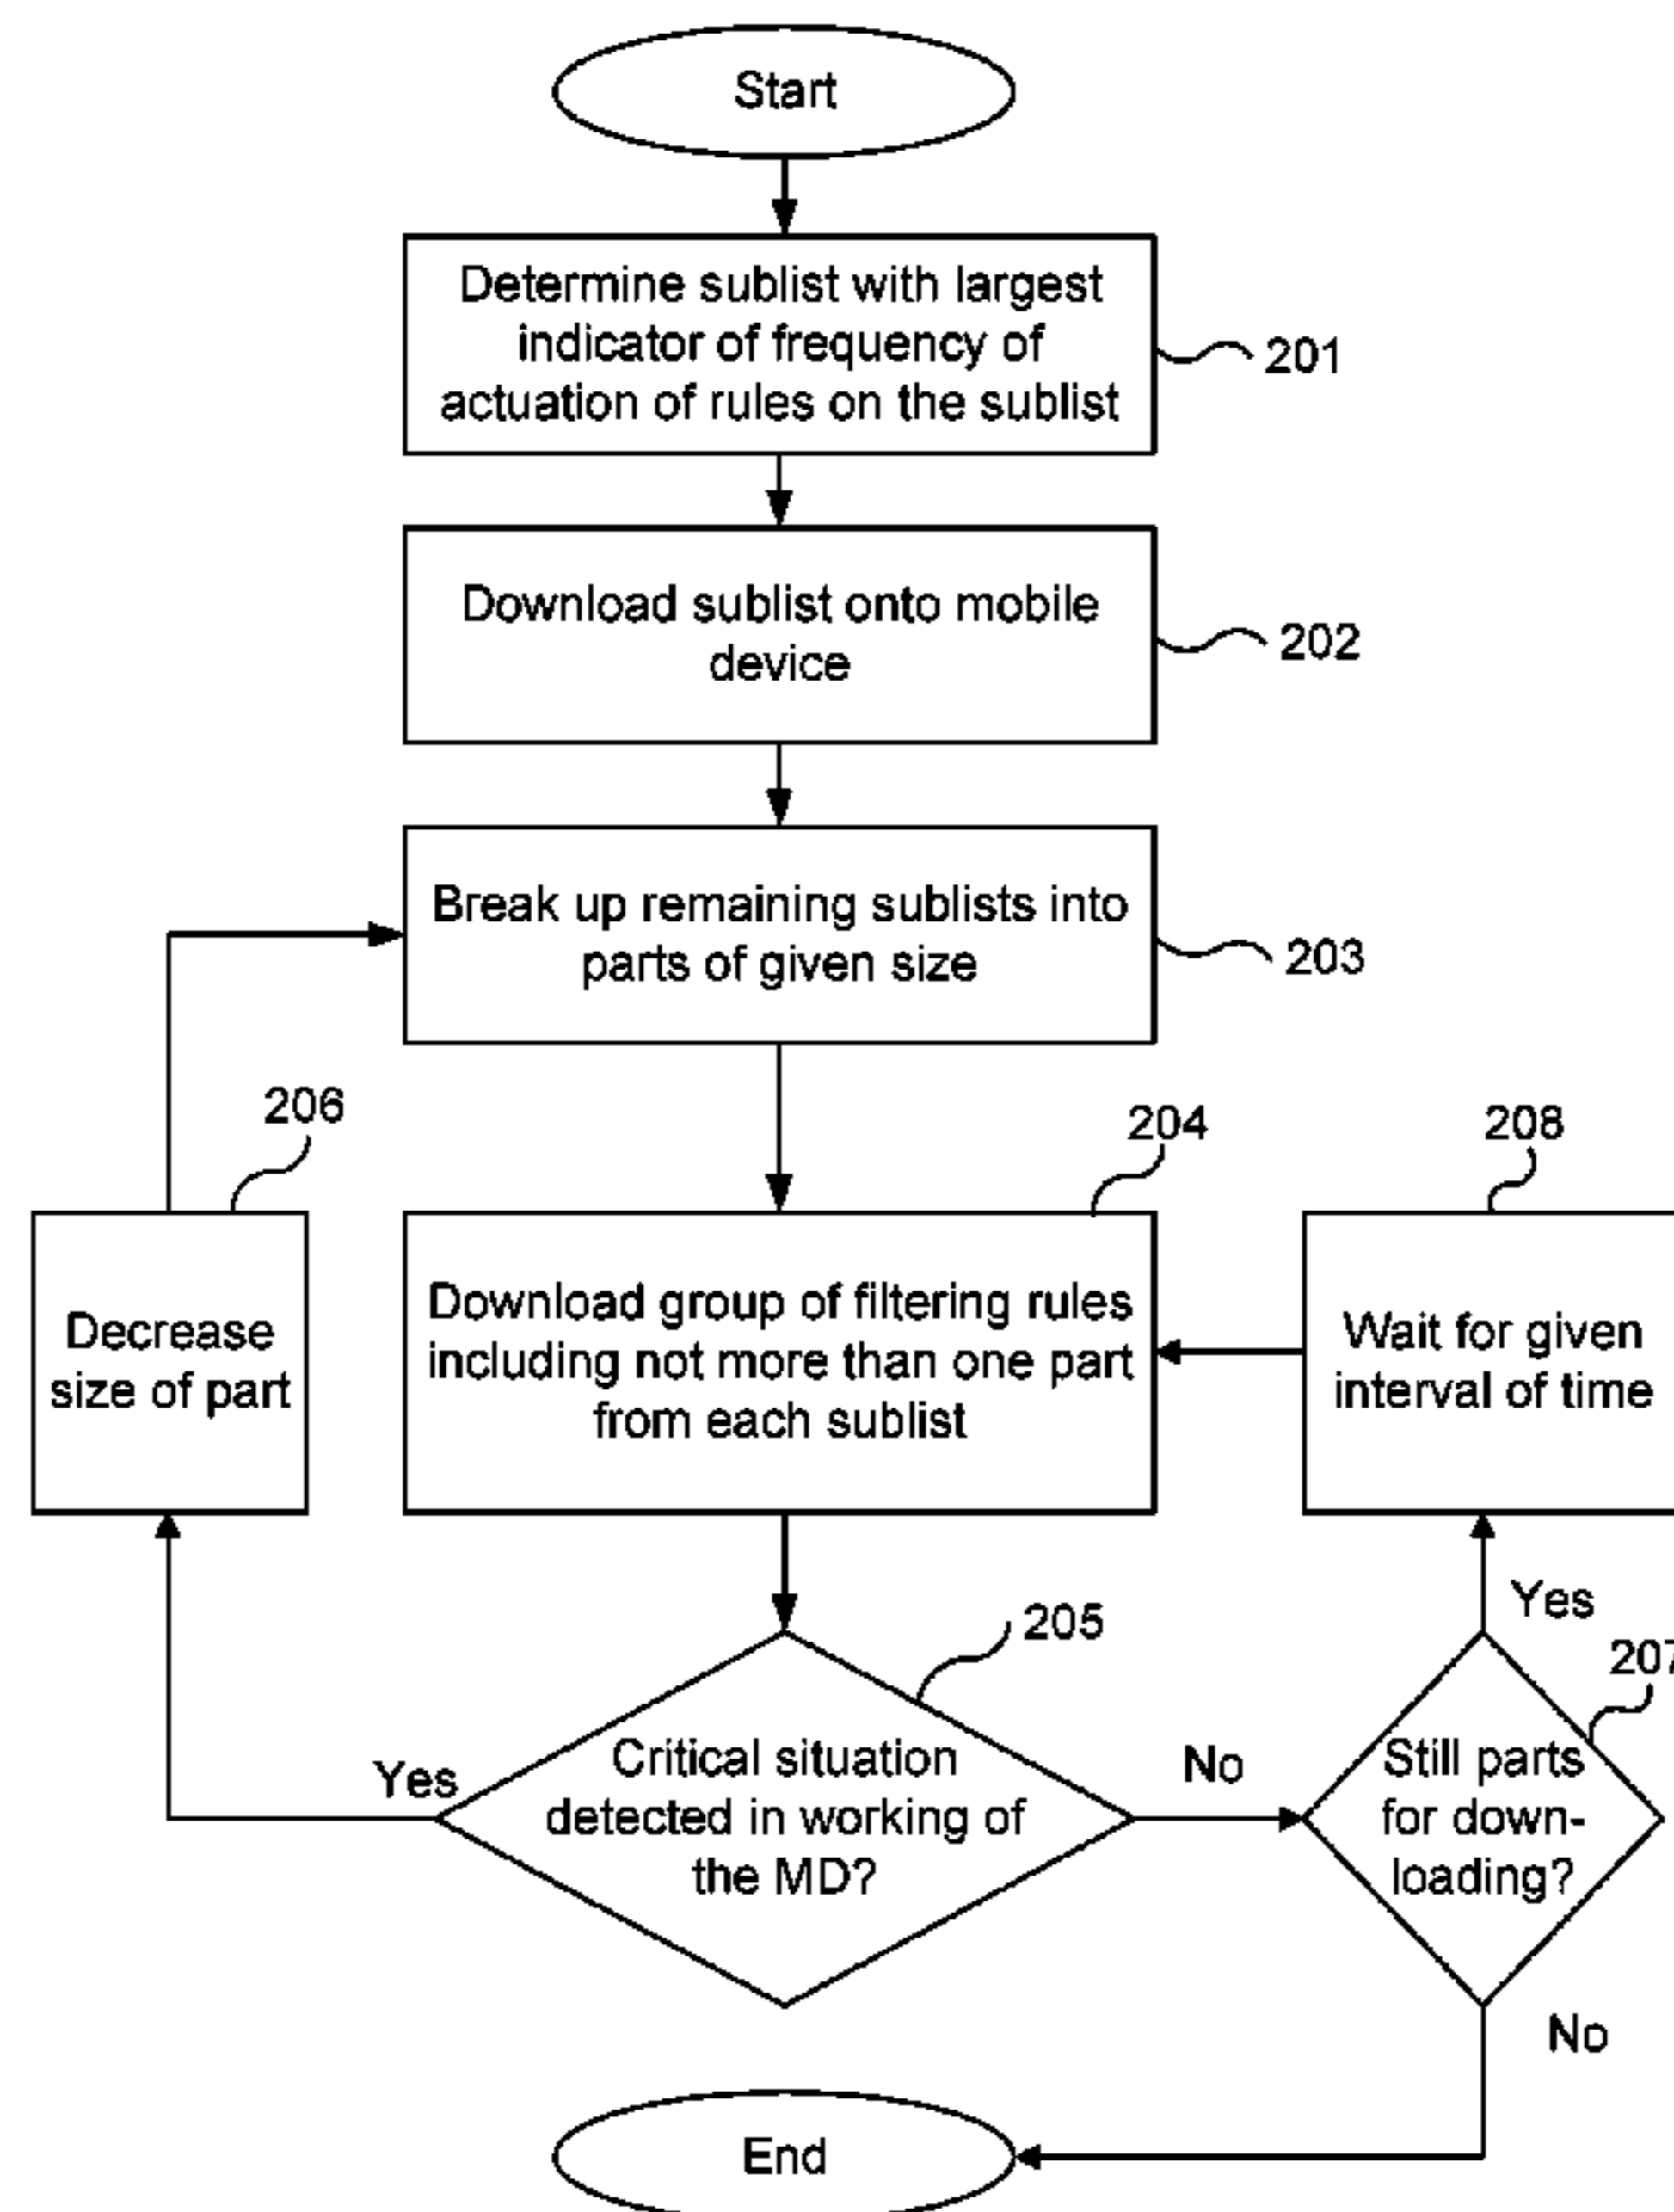 Start
Determine sublist with largest
indicator of frequency of
actuation of rules on the sublist
201
Download sublist onto mobile
device
202
Break up remaining sublists into
parts of given size
203
206
204
208
Decrease
size of part
Download group of filtering rules
including not more than one part
from each sublist
Wait for given
interval of time
Yes
205
207
Critical situation
detected in working of
the MD?
Yes
No
Still parts
for down-
loading?
No
End